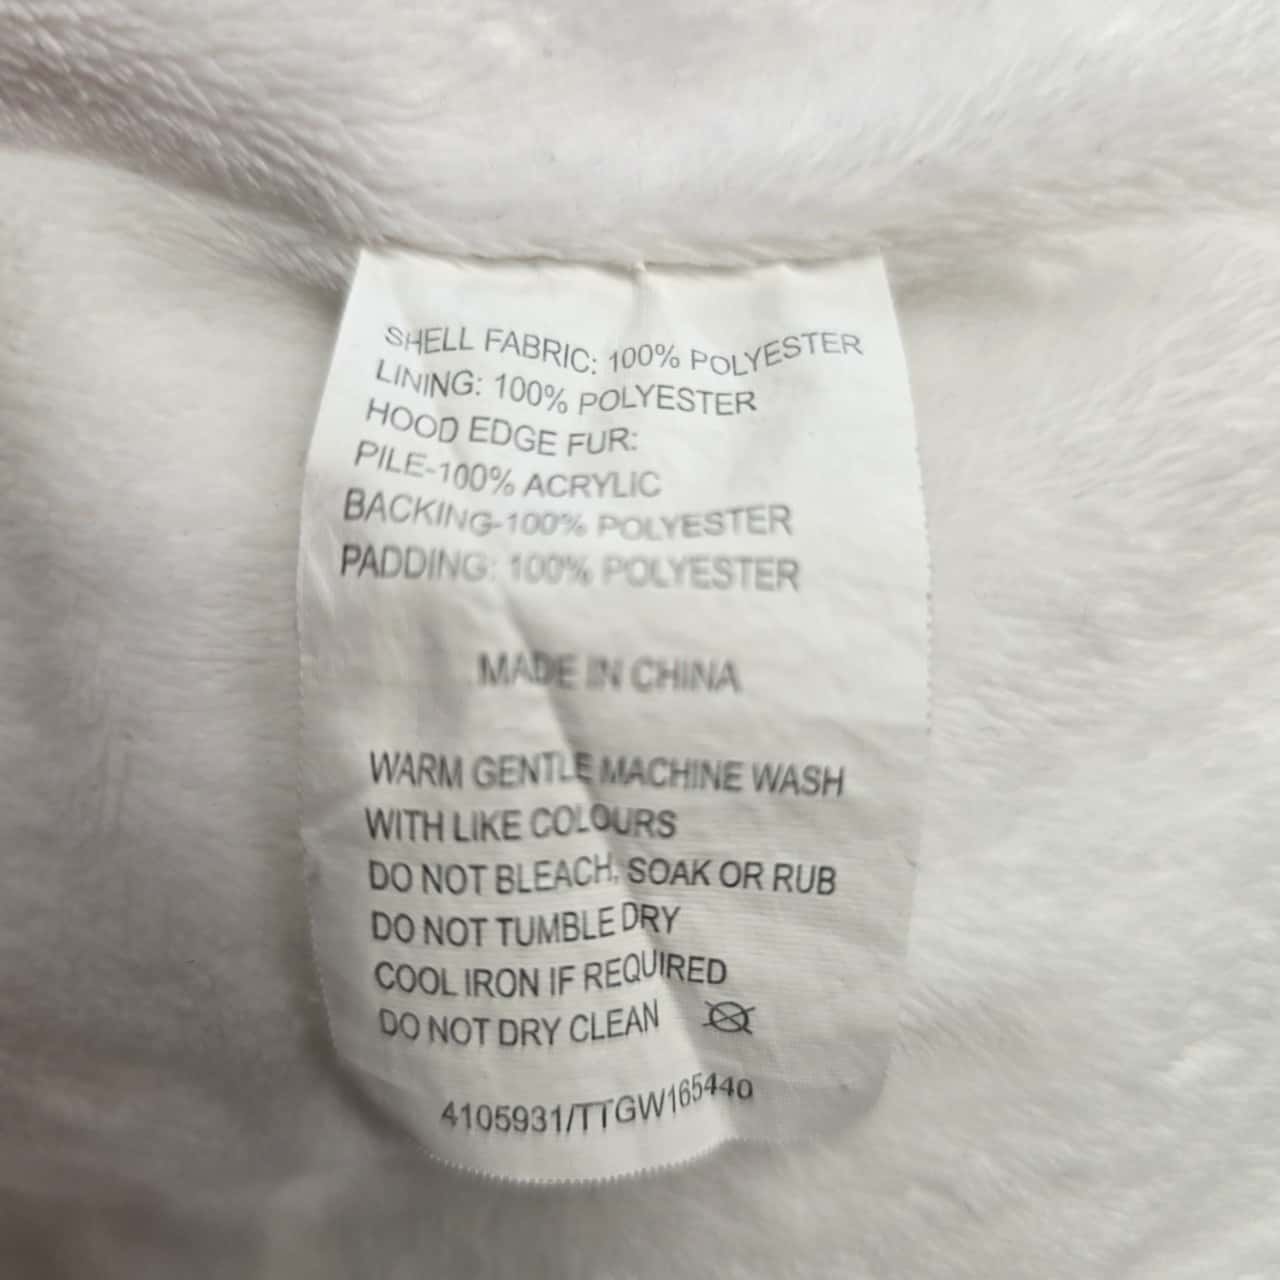 SHELL FABRIC: 100% POLYESTER
LINING: 100% POLYESTER
HOOD EDGE FUR:
PILE-100% ACRYLIC
BACKING-100% POLYESTER
PADDING: 100% POLYESTER
MADE IN CHINA
WARM GENTLE MACHINE WASH
WITH LIKE COLOURS
DO NOT BLEACH, SOAK OR RUB
DO NOT TUMBLE DRY
COOL IRON IF REQUIRED
DO NOT DRY CLEAN
4105931/TTGW165440